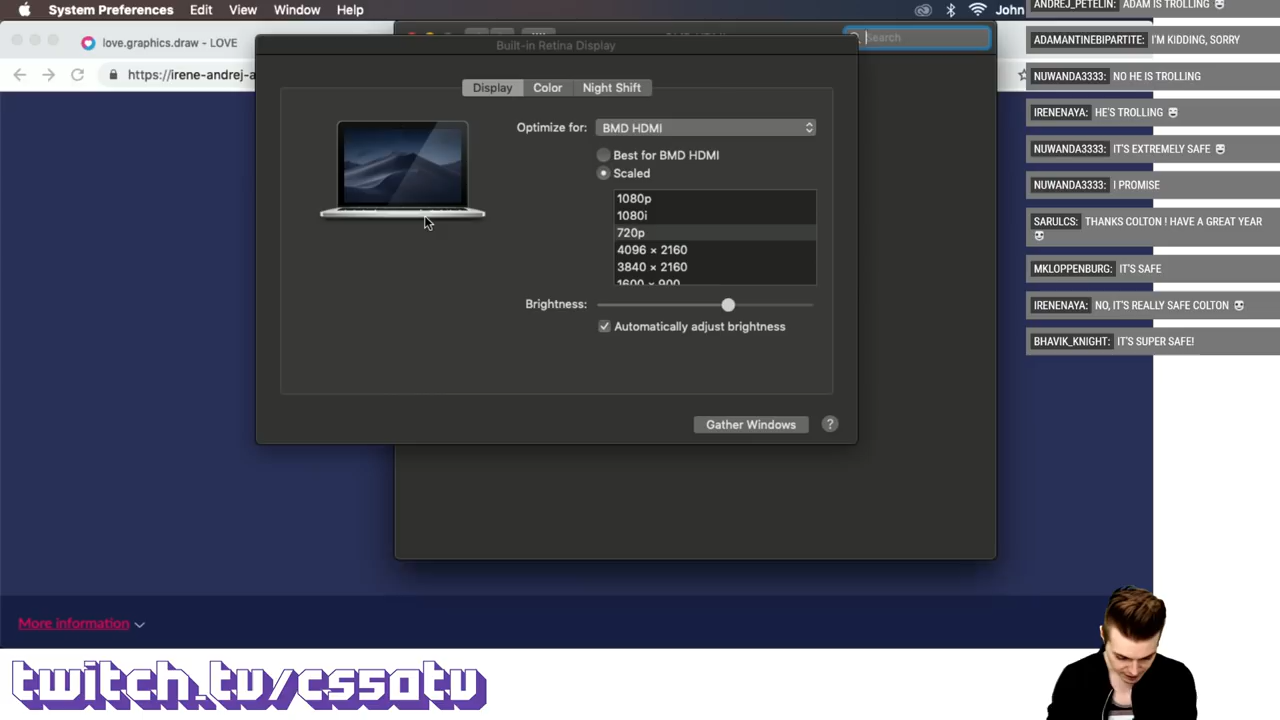 System Preferences Edit View Window Help
John
love.graphics.draw - LOVE
https://irene-andrej-a
Search
Built-in Retina Display
Display Color Night Shift
Optimize for: BMD HDMI
Best for BMD HDMI
Scaled
1080p
1080i
720p
4096 × 2160
3840 × 2160
1600 × 900
Brightness:
Automatically adjust brightness
Gather Windows ?
More information
twitch.tv/cs50tv
ANDREJ_PETELIN: ADAM IS TROLLING
ADAMANTINEBIPARTITE: I'M KIDDING, SORRY
NUWANDA3333: NO HE IS TROLLING
IRENENAYA: HE'S TROLLING
NUWANDA3333: IT'S EXTREMELY SAFE
NUWANDA3333: I PROMISE
SARULCS: THANKS COLTON ! HAVE A GREAT YEAR
MKLOPPENBURG: IT'S SAFE
IRENENAYA: NO, IT'S REALLY SAFE COLTON
BHAVIK_KNIGHT: IT'S SUPER SAFE!